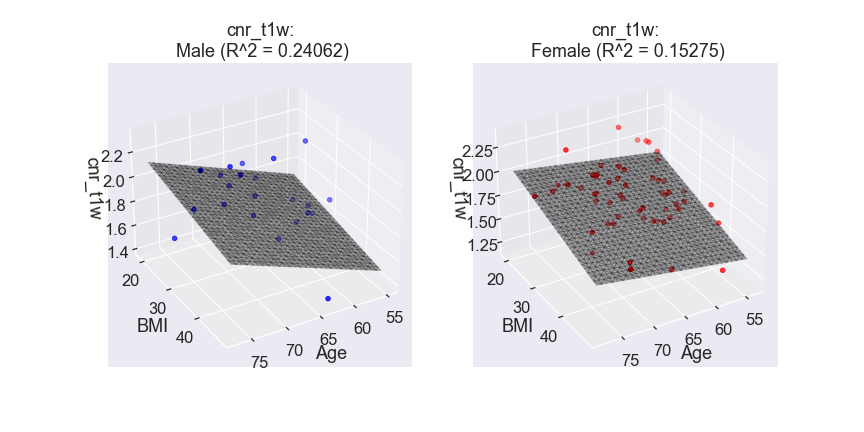 cnr_t1w:
Male (R^2 = 0.24062)
2.2
2.0
1.8
1.6
1.4
cnr_t1w
20
30
40
BMI
75
70
65
60
55
Age
cnr_t1w:
Female (R^2 = 0.15275)
2.25
2.00
1.75
1.50
1.25
cnr_t1w
20
30
40
BMI
75
70
65
60
55
Age